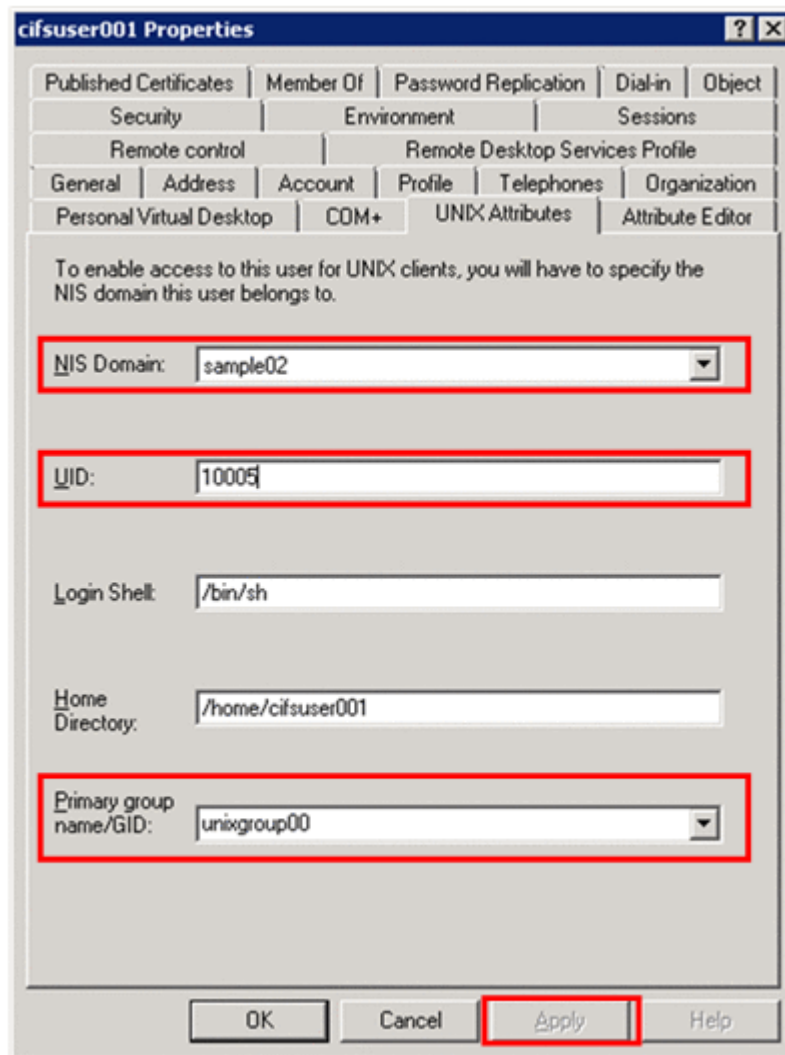 cifsuser001 Properties
Published Certificates Member Of Password Replication Dial-in Object
Security Environment Sessions
Remote control Remote Desktop Services Profile
General Address Account Profile Telephones Organization
Personal Virtual Desktop COM+ UNIX Attributes Attribute Editor
To enable access to this user for UNIX clients, you will have to specify the
NIS domain this user belongs to.
NIS Domain: sample02
UID: 10005
Login Shell: /bin/sh
Home
Directory: /home/cifsuser001
Primary group
name/GID: unixgroup00
OK Cancel Apply Help